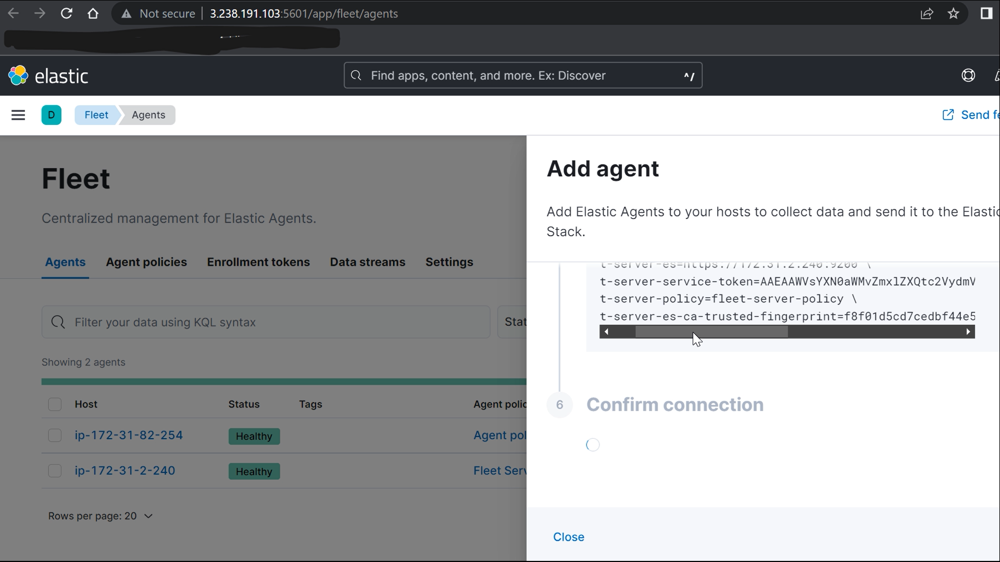 Not secure 3.238.191.103:5601/app/fleet/agents
elastic
Find apps, content, and more. Ex: Discover ^/
D Fleet Agents
Send fe
Fleet
Centralized management for Elastic Agents.
Agents Agent policies Enrollment tokens Data streams Settings
Filter your data using KQL syntax
Stat
Showing 2 agents
Host Status Tags Agent polic
ip-172-31-82-254 Healthy Agent pol
ip-172-31-2-240 Healthy Fleet Serv
Rows per page: 20
Add agent
Add Elastic Agents to your hosts to collect data and send it to the Elastic
Stack.
t-server-es=https://172.31.2.240:9200 \
t-server-service-token=AAEAAWVsYXN0aWMvZmxlZXQtc2VydmV
t-server-policy=fleet-server-policy \
t-server-es-ca-trusted-fingerprint=f8f01d5cd7cedbf44e5
6 Confirm connection
Close